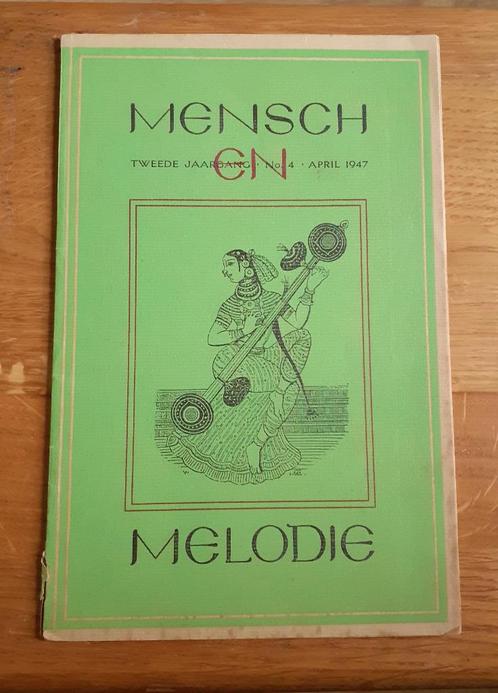 MENSCH
EN
TWEEDE JAARGANG · No. 4 · APRIL 1947
MELODIE